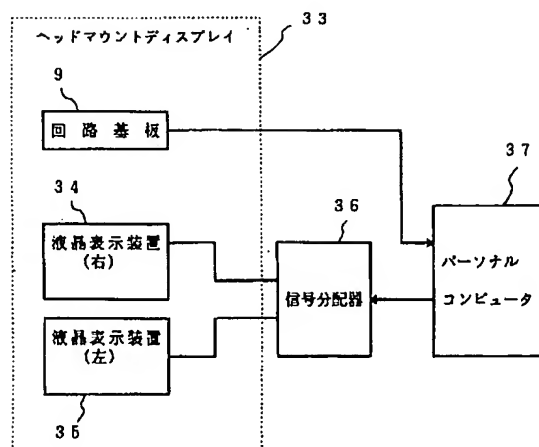 ヘッドマウントディスプレイ
33
9
回路基板
34
液晶表示装置
(右)
液晶表示装置
(左)
35
36
信号分配器
37
パーソナル
コンピュータ